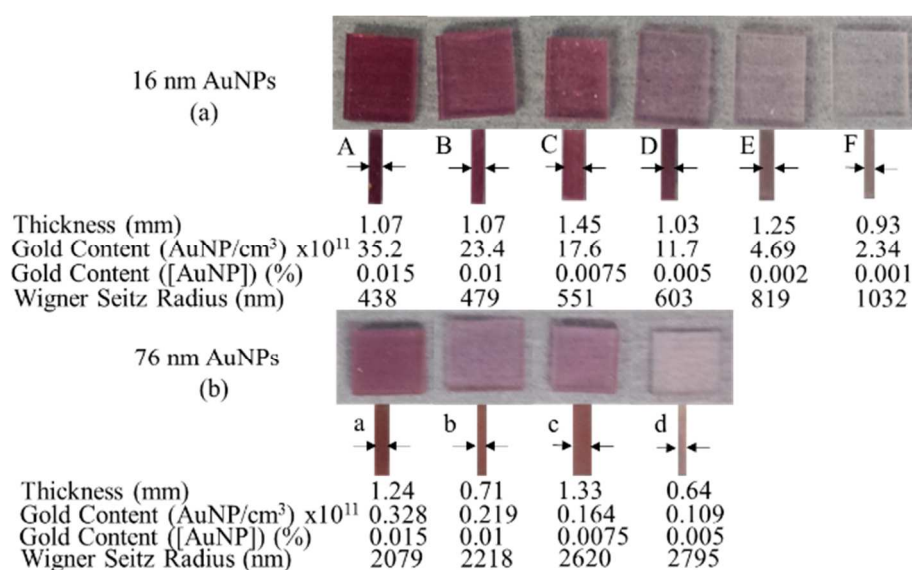 16 nm AuNPs
(a)
A B C D E F
Thickness (mm) 1.07 1.07 1.45 1.03 1.25 0.93
Gold Content (AuNP/cm³) x10¹¹ 35.2 23.4 17.6 11.7 4.69 2.34
Gold Content ([AuNP]) (%) 0.015 0.01 0.0075 0.005 0.002 0.001
Wigner Seitz Radius (nm) 438 479 551 603 819 1032
76 nm AuNPs
(b)
a b c d
Thickness (mm) 1.24 0.71 1.33 0.64
Gold Content (AuNP/cm³) x10¹¹ 0.328 0.219 0.164 0.109
Gold Content ([AuNP]) (%) 0.015 0.01 0.0075 0.005
Wigner Seitz Radius (nm) 2079 2218 2620 2795